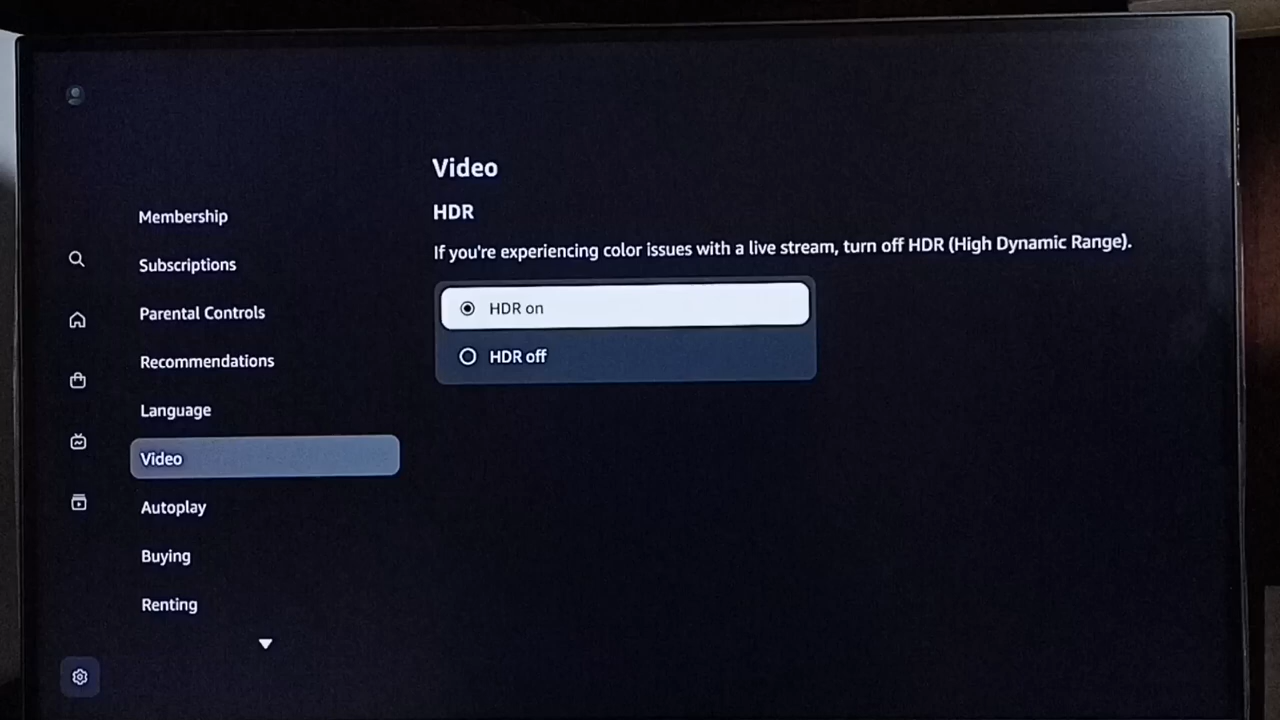 Membership
Subscriptions
Parental Controls
Recommendations
Language
Video
Autoplay
Buying
Renting
Video
HDR
If you're experiencing color issues with a live stream, turn off HDR (High Dynamic Range).
HDR on
HDR off